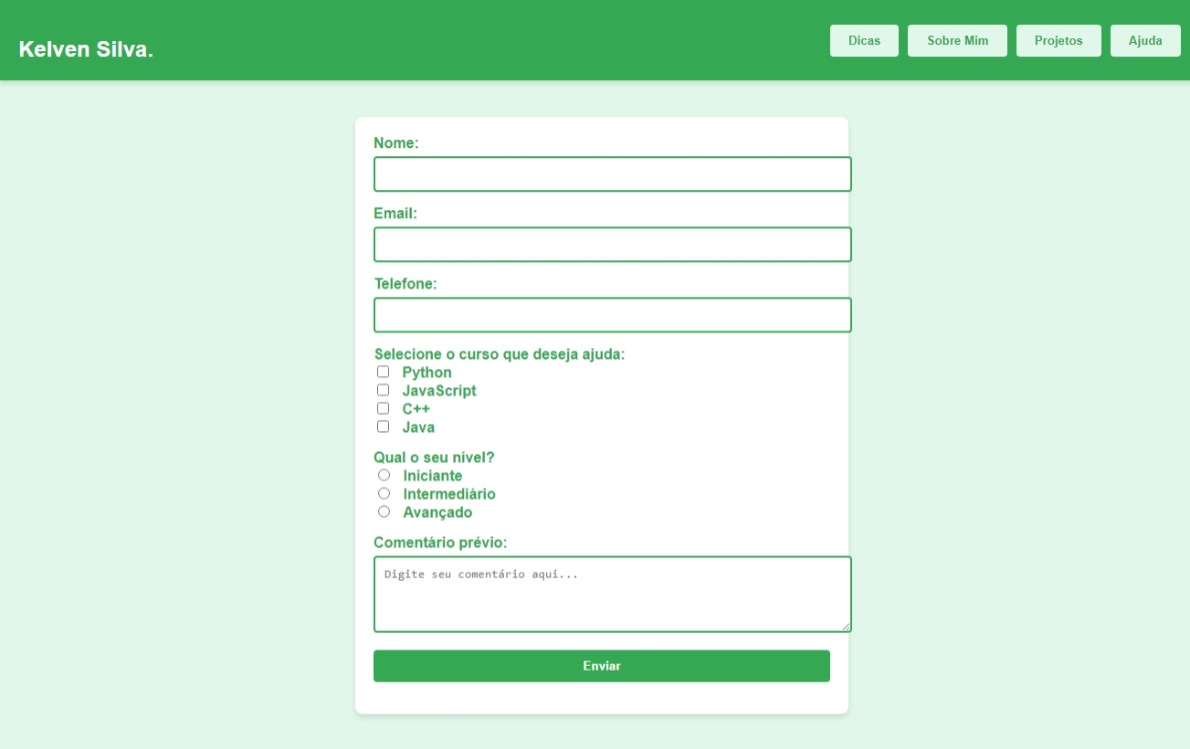 Kelven Silva.
Dicas
Sobre Mim
Projetos
Ajuda
Nome:
Email:
Telefone:
Selecione o curso que deseja ajuda:
Python
JavaScript
C++
Java
Qual o seu nível?
Iniciante
Intermediário
Avançado
Comentário prévio:
Digite seu comentário aqui...
Enviar